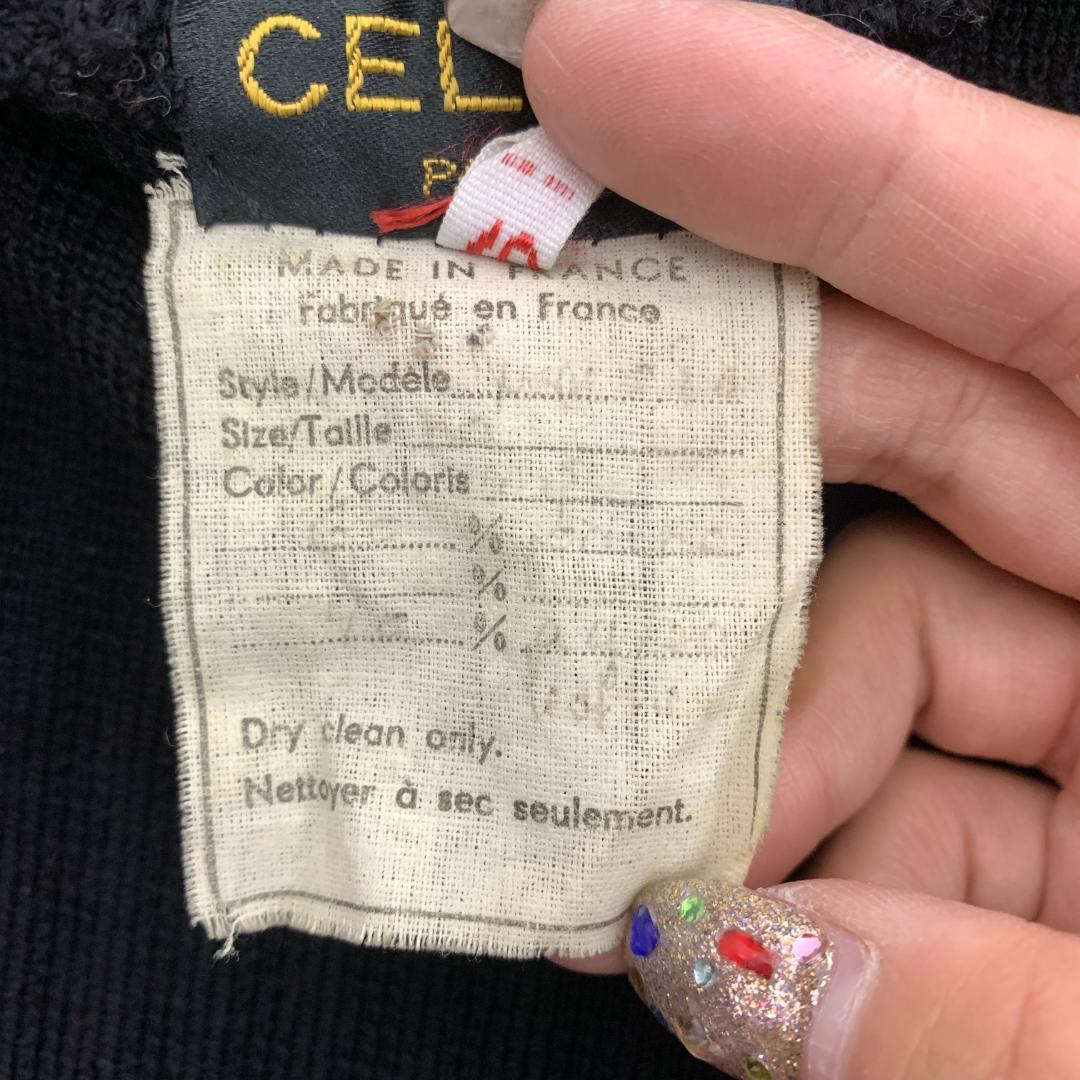 CEL
P
40
MADE IN FRANCE
Fabriqué en France
Style/Modèle
Size/Taille
Color/Coloris
%
%
%
Dry clean only.
Nettoyer à sec seulement.